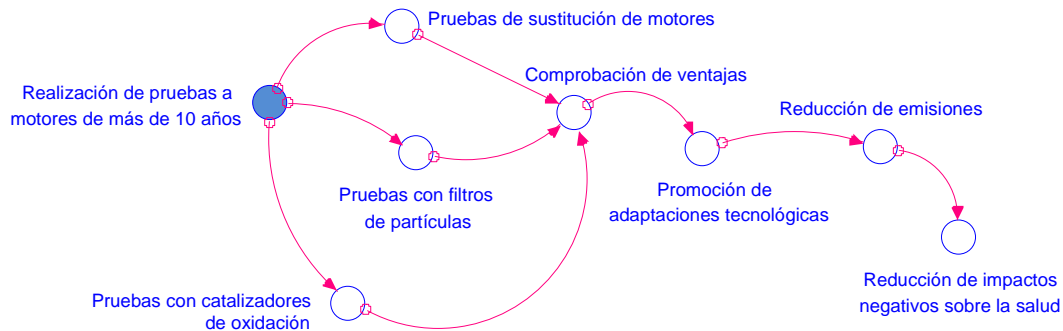 Pruebas de sustitución de motores
Realización de pruebas a
motores de más de 10 años
Comprobación de ventajas
Reducción de emisiones
Pruebas con filtros
de partículas
Promoción de
adaptaciones tecnológicas
Pruebas con catalizadores
de oxidación
Reducción de impactos
negativos sobre la salud